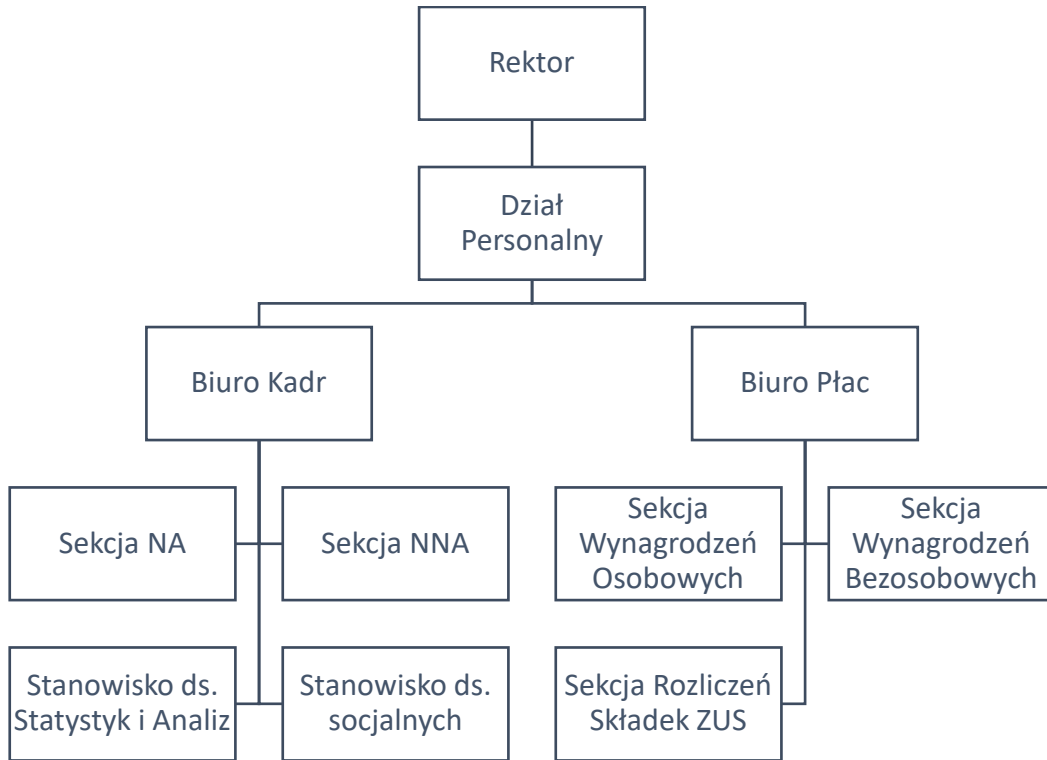 Rektor
Dział
Personalny
Biuro Kadr
Biuro Płac
Sekcja NA
Sekcja NNA
Sekcja
Wynagrodzeń
Osobowych
Sekcja
Wynagrodzeń
Bezosobowych
Stanowisko ds.
Statystyk i Analiz
Stanowisko ds.
socjalnych
Sekcja Rozliczeń
Składek ZUS